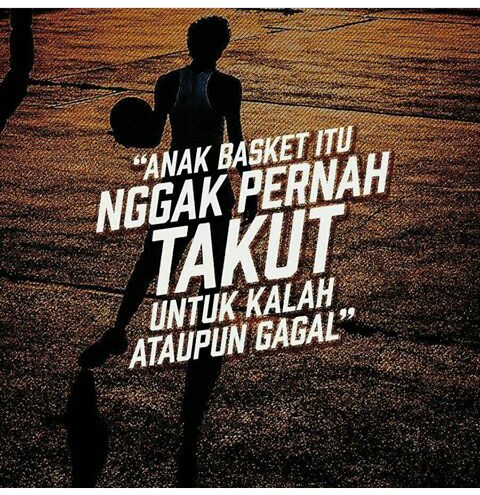 “ANAK BASKET ITU
NGGAK PERNAH
TAKUT
UNTUK KALAH
ATAUPUN GAGAL”